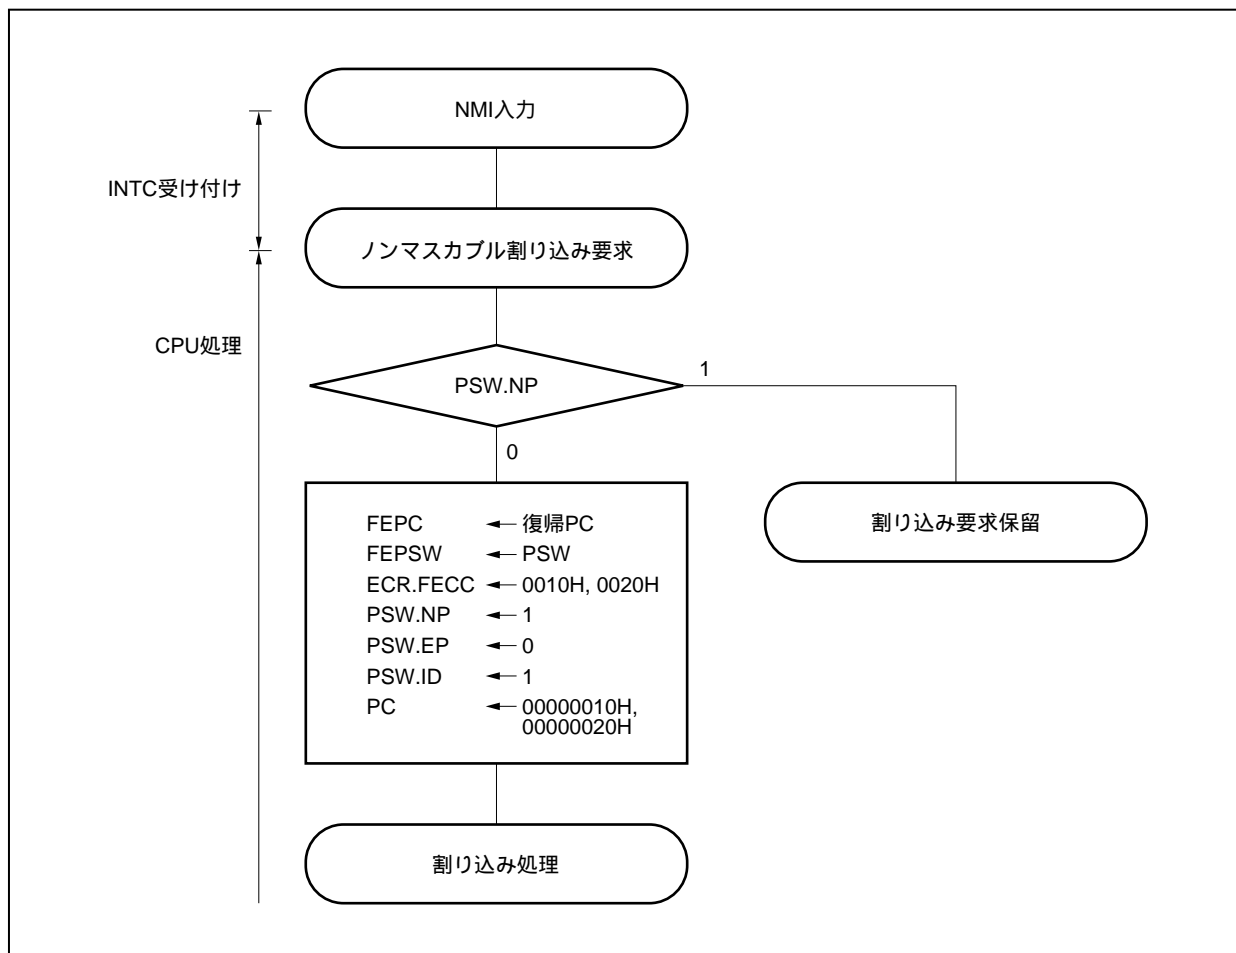 NMI入力
INTC受け付け
ノンマスカブル割り込み要求
CPU処理
PSW.NP
1
0
FEPC ← 復帰PC
FEPSW ← PSW
ECR.FECC ← 0010H, 0020H
PSW.NP ← 1
PSW.EP ← 0
PSW.ID ← 1
PC ← 00000010H,
00000020H
割り込み要求保留
割り込み処理